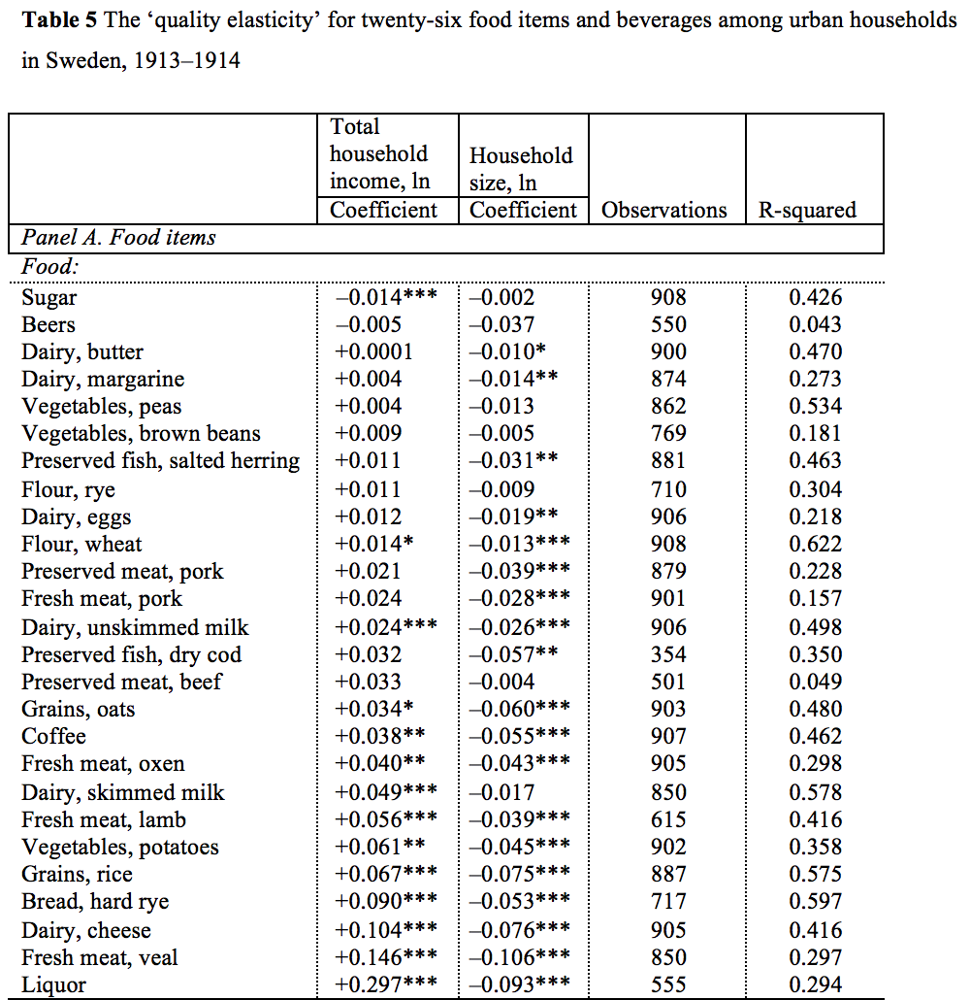 Table 5 The ‘quality elasticity’ for twenty-six food items and beverages among urban households
in Sweden, 1913–1914
Total household income, ln Coefficient | Household size, ln Coefficient | Observations | R-squared
Panel A. Food items
Food:
Sugar –0.014*** –0.002 908 0.426
Beers –0.005 –0.037 550 0.043
Dairy, butter +0.0001 –0.010* 900 0.470
Dairy, margarine +0.004 –0.014** 874 0.273
Vegetables, peas +0.004 –0.013 862 0.534
Vegetables, brown beans +0.009 –0.005 769 0.181
Preserved fish, salted herring +0.011 –0.031** 881 0.463
Flour, rye +0.011 –0.009 710 0.304
Dairy, eggs +0.012 –0.019** 906 0.218
Flour, wheat +0.014* –0.013*** 908 0.622
Preserved meat, pork +0.021 –0.039*** 879 0.228
Fresh meat, pork +0.024 –0.028*** 901 0.157
Dairy, unskimmed milk +0.024*** –0.026*** 906 0.498
Preserved fish, dry cod +0.032 –0.057** 354 0.350
Preserved meat, beef +0.033 –0.004 501 0.049
Grains, oats +0.034* –0.060*** 903 0.480
Coffee +0.038** –0.055*** 907 0.462
Fresh meat, oxen +0.040** –0.043*** 905 0.298
Dairy, skimmed milk +0.049*** –0.017 850 0.578
Fresh meat, lamb +0.056*** –0.039*** 615 0.416
Vegetables, potatoes +0.061** –0.045*** 902 0.358
Grains, rice +0.067*** –0.075*** 887 0.575
Bread, hard rye +0.090*** –0.053*** 717 0.597
Dairy, cheese +0.104*** –0.076*** 905 0.416
Fresh meat, veal +0.146*** –0.106*** 850 0.297
Liquor +0.297*** –0.093*** 555 0.294